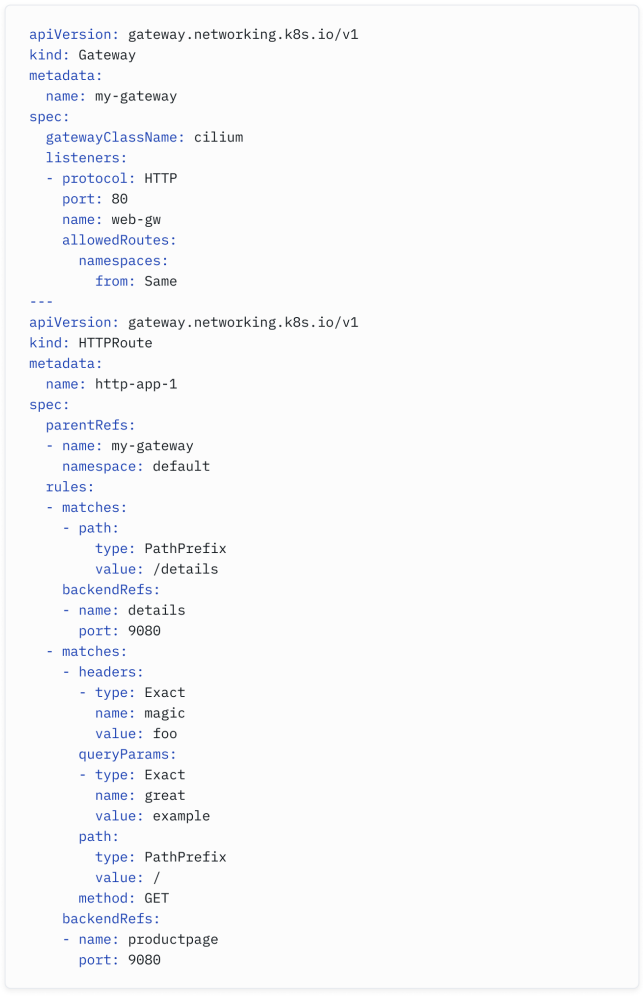 apiVersion: gateway.networking.k8s.io/v1
kind: Gateway
metadata:
  name: my-gateway
spec:
  gatewayClassName: cilium
  listeners:
  - protocol: HTTP
    port: 80
    name: web-gw
    allowedRoutes:
      namespaces:
        from: Same
---
apiVersion: gateway.networking.k8s.io/v1
kind: HTTPRoute
metadata:
  name: http-app-1
spec:
  parentRefs:
  - name: my-gateway
    namespace: default
  rules:
  - matches:
    - path:
        type: PathPrefix
        value: /details
    backendRefs:
    - name: details
      port: 9080
  - matches:
    - headers:
      - type: Exact
        name: magic
        value: foo
      queryParams:
      - type: Exact
        name: great
        value: example
      path:
        type: PathPrefix
        value: /
      method: GET
    backendRefs:
    - name: productpage
      port: 9080